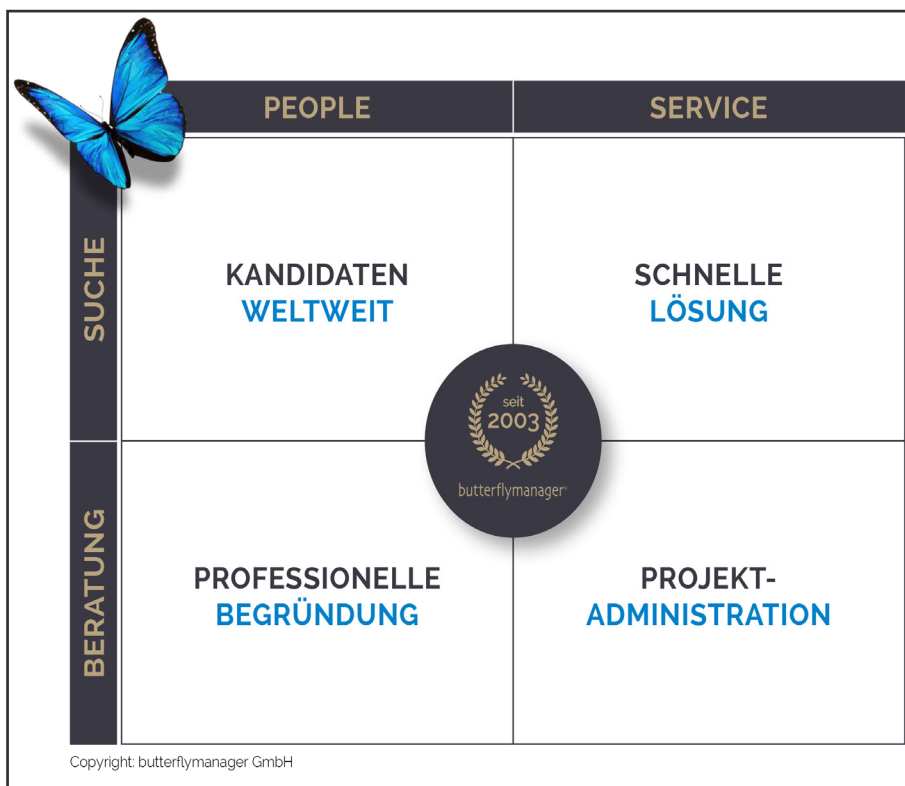 PEOPLE
SERVICE
SUCHE
KANDIDATEN
WELTWEIT
SCHNELLE
LÖSUNG
seit
2003
butterflymanager®
BERATUNG
PROFESSIONELLE
BEGRÜNDUNG
PROJEKT-
ADMINISTRATION
Copyright: butterflymanager GmbH